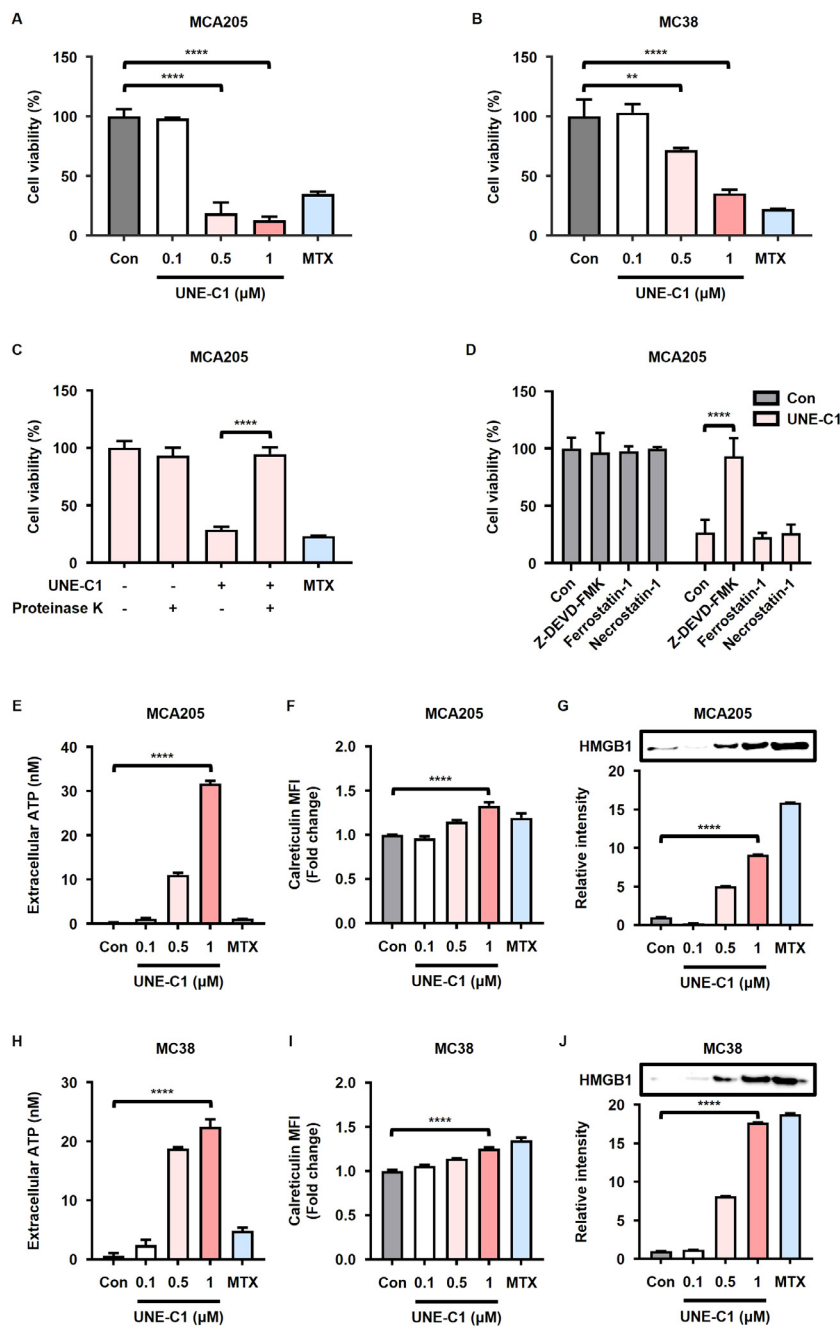 A
MCA205
Cell viability (%)
150
100
50
0
****
****
Con
0.1
0.5
1
MTX
UNE-C1 (µM)
B
MC38
Cell viability (%)
150
100
50
0
****
**
Con
0.1
0.5
1
MTX
UNE-C1 (µM)
C
MCA205
Cell viability (%)
150
100
50
0
****
UNE-C1 - - + + MTX
Proteinase K - + - +
D
MCA205
Cell viability (%)
150
100
50
0
Con
UNE-C1
****
Con
Z-DEVD-FMK
Ferrostatin-1
Necrostatin-1
Con
Z-DEVD-FMK
Ferrostatin-1
Necrostatin-1
E
MCA205
Extracellular ATP (nM)
40
30
20
10
0
****
Con
0.1
0.5
1
MTX
UNE-C1 (µM)
F
MCA205
Calreticulin MFI
(Fold change)
2.0
1.5
1.0
0.5
0.0
****
Con
0.1
0.5
1
MTX
UNE-C1 (µM)
G
MCA205
HMGB1
Relative intensity
20
15
10
5
0
****
Con
0.1
0.5
1
MTX
UNE-C1 (µM)
H
MC38
Extracellular ATP (nM)
30
20
10
0
****
Con
0.1
0.5
1
MTX
UNE-C1 (µM)
I
MC38
Calreticulin MFI
(Fold change)
2.0
1.5
1.0
0.5
0.0
****
Con
0.1
0.5
1
MTX
UNE-C1 (µM)
J
MC38
HMGB1
Relative intensity
20
15
10
5
0
****
Con
0.1
0.5
1
MTX
UNE-C1 (µM)